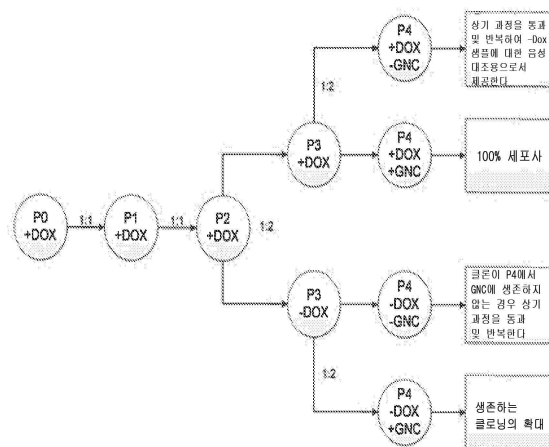 P4
+DOX
-GNC
상기 과정을 통과
및 반복하여 -Dox
샘플에 대한 음성
대조용으로서
제공한다
1:2
P3
+DOX
P4
+DOX
+GNC
100% 세포사
P0
+DOX
1:1
P1
+DOX
1:1
P2
+DOX
1:2
P3
-DOX
P4
-DOX
-GNC
클론이 P4에서
GNC에 생존하지
않는 경우 상기
과정을 통과
및 반복한다
1:2
P4
-DOX
+GNC
생존하는
클로닝의 확대